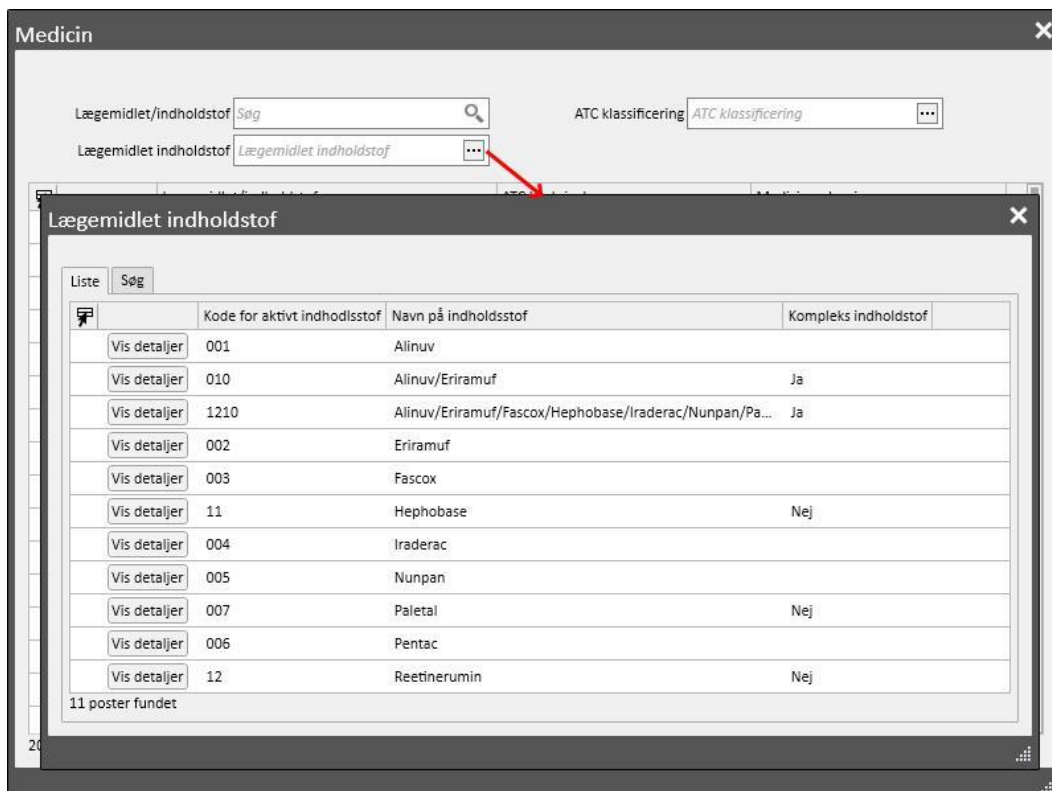 Medicin
Lægemidlet/indholdstof Søg ATC klassificering ATC klassificering
Lægemidlet indholdstof Lægemidlet indholdstof
Lægemidlet indholdstof
Liste Søg
Kode for aktivt indhodlsstof Navn på indholdsstof Kompleks indholdstof
Vis detaljer 001 Alinuv
Vis detaljer 010 Alinuv/Eriramuf Ja
Vis detaljer 1210 Alinuv/Eriramuf/Fascox/Hephobase/Iraderac/Nunpan/Pa... Ja
Vis detaljer 002 Eriramuf
Vis detaljer 003 Fascox
Vis detaljer 11 Hephobase Nej
Vis detaljer 004 Iraderac
Vis detaljer 005 Nunpan
Vis detaljer 007 Paletal Nej
Vis detaljer 006 Pentac
Vis detaljer 12 Reetinerumin Nej
11 poster fundet